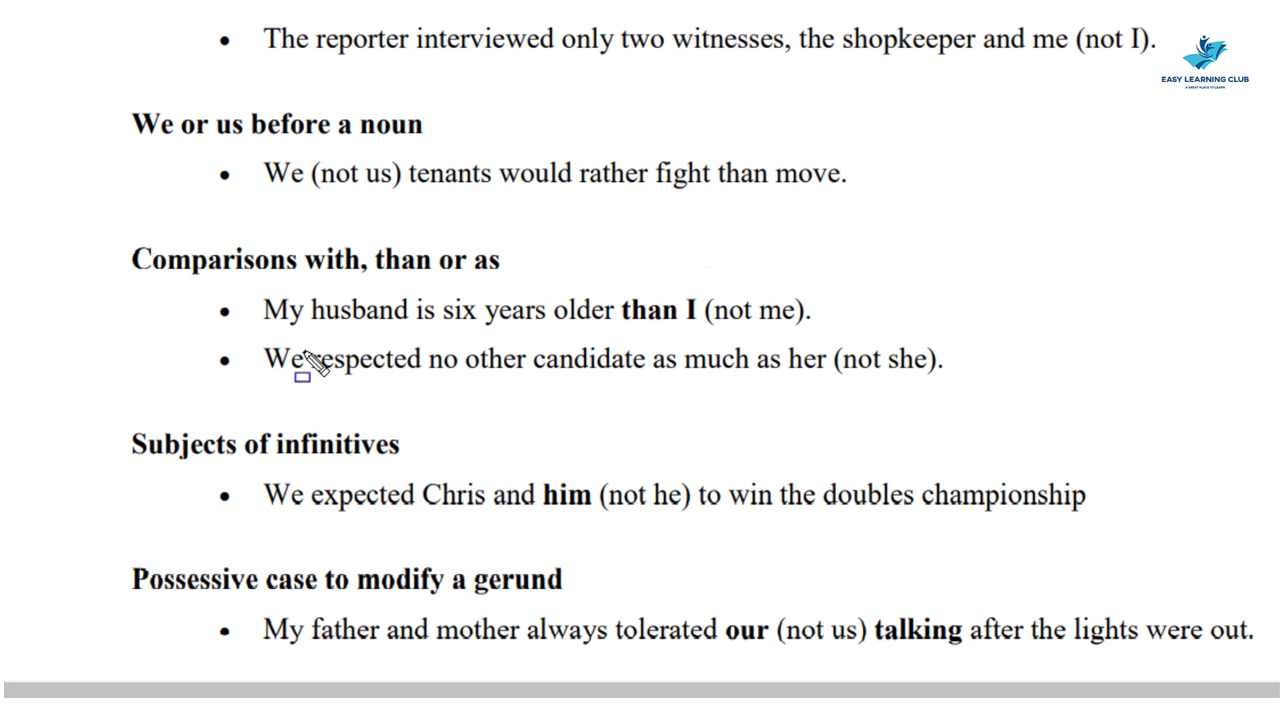 • The reporter interviewed only two witnesses, the shopkeeper and me (not I).
EASY LEARNING CLUB
A GREAT PLACE TO LEARN
We or us before a noun
• We (not us) tenants would rather fight than move.
Comparisons with, than or as
• My husband is six years older than I (not me).
• We respected no other candidate as much as her (not she).
Subjects of infinitives
• We expected Chris and him (not he) to win the doubles championship
Possessive case to modify a gerund
• My father and mother always tolerated our (not us) talking after the lights were out.